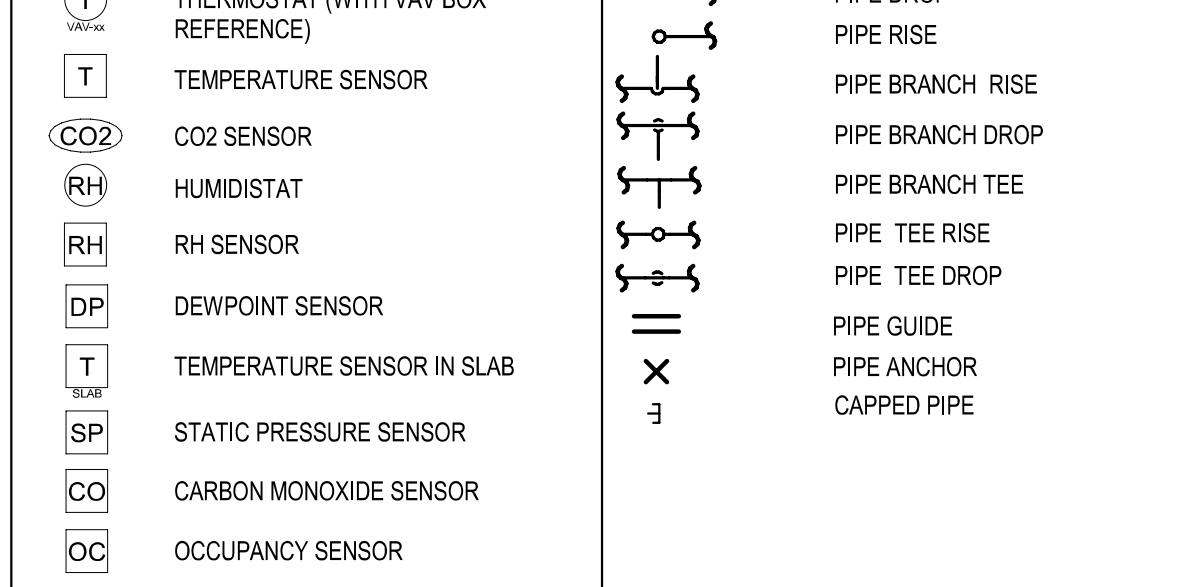 T
VAV-xx
THERMOSTAT (WITH VAV BOX
REFERENCE)
T
TEMPERATURE SENSOR
CO2
CO2 SENSOR
RH
HUMIDISTAT
RH
RH SENSOR
DP
DEWPOINT SENSOR
T
SLAB
TEMPERATURE SENSOR IN SLAB
SP
STATIC PRESSURE SENSOR
CO
CARBON MONOXIDE SENSOR
OC
OCCUPANCY SENSOR
PIPE DROP
PIPE RISE
PIPE BRANCH RISE
PIPE BRANCH DROP
PIPE BRANCH TEE
PIPE TEE RISE
PIPE TEE DROP
PIPE GUIDE
PIPE ANCHOR
CAPPED PIPE